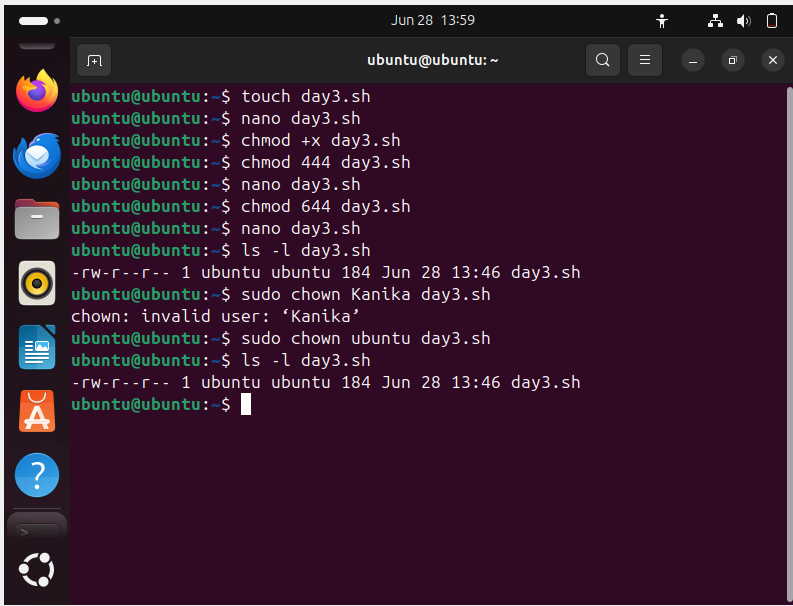 Jun 28 13:59
ubuntu@ubuntu: ~
ubuntu@ubuntu:~$ touch day3.sh
ubuntu@ubuntu:~$ nano day3.sh
ubuntu@ubuntu:~$ chmod +x day3.sh
ubuntu@ubuntu:~$ chmod 444 day3.sh
ubuntu@ubuntu:~$ nano day3.sh
ubuntu@ubuntu:~$ chmod 644 day3.sh
ubuntu@ubuntu:~$ nano day3.sh
ubuntu@ubuntu:~$ ls -l day3.sh
-rw-r--r-- 1 ubuntu ubuntu 184 Jun 28 13:46 day3.sh
ubuntu@ubuntu:~$ sudo chown Kanika day3.sh
chown: invalid user: ‘Kanika’
ubuntu@ubuntu:~$ sudo chown ubuntu day3.sh
ubuntu@ubuntu:~$ ls -l day3.sh
-rw-r--r-- 1 ubuntu ubuntu 184 Jun 28 13:46 day3.sh
ubuntu@ubuntu:~$